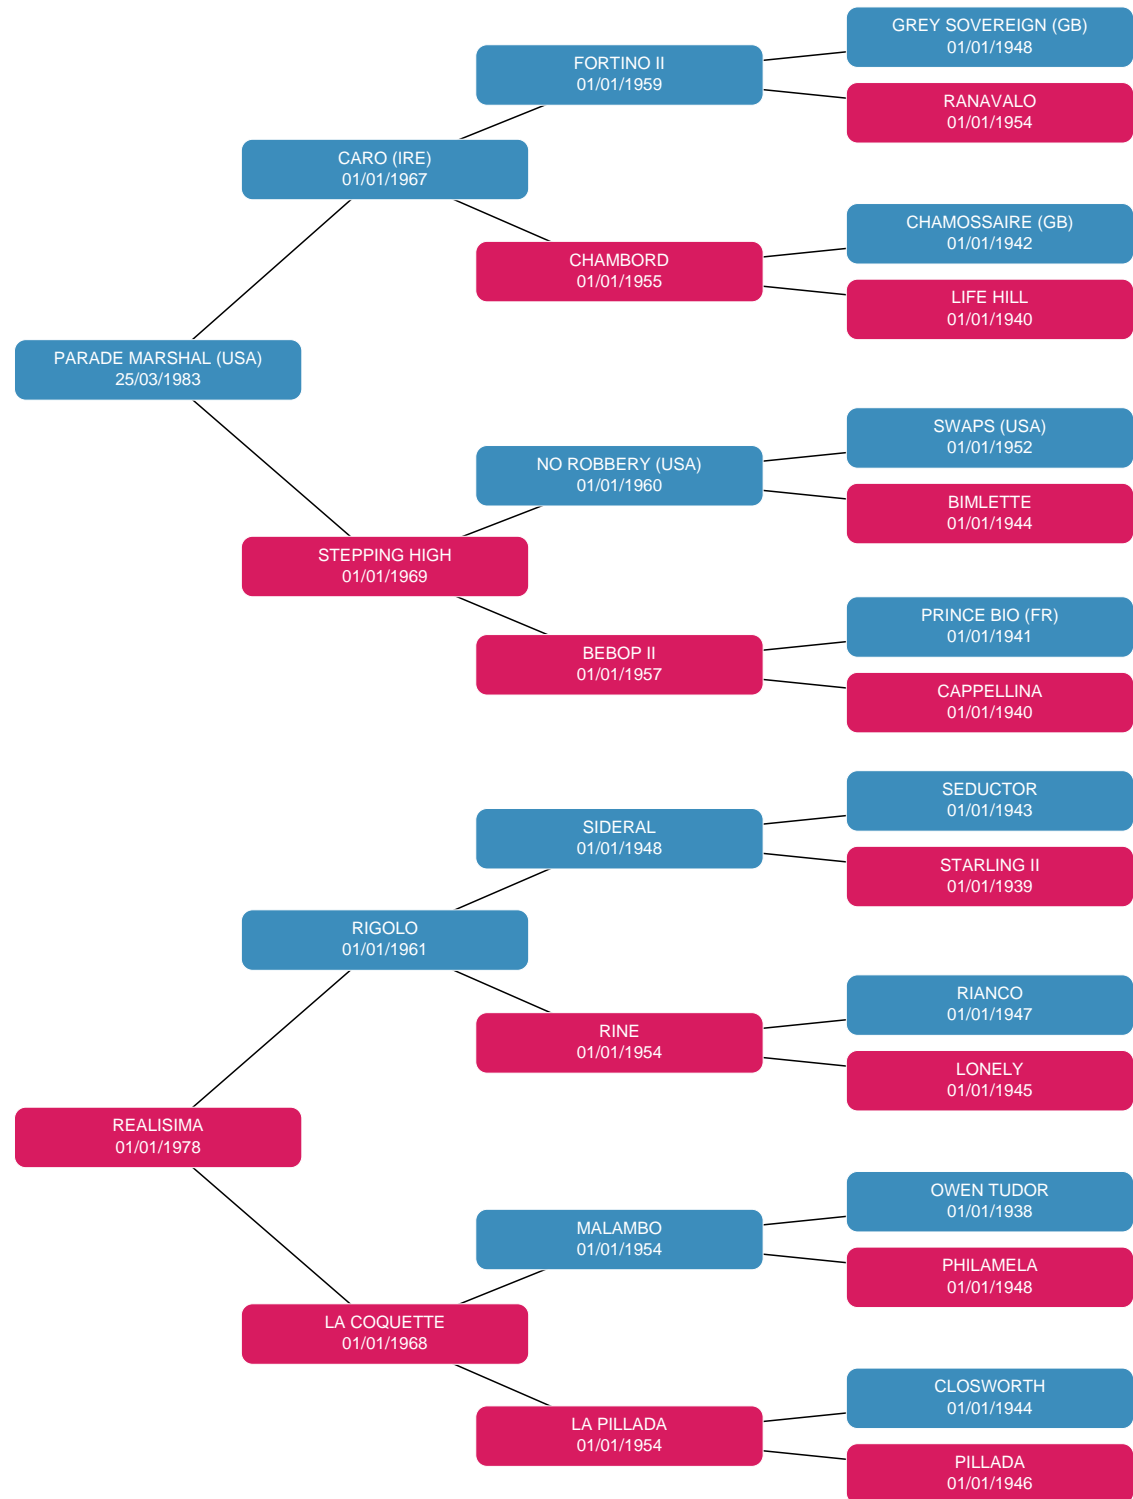 GREY SOVEREIGN (GB)
01/01/1948
FORTINO II
01/01/1959
RANAVALO
01/01/1954
CARO (IRE)
01/01/1967
CHAMOSSAIRE (GB)
01/01/1942
CHAMBORD
01/01/1955
LIFE HILL
01/01/1940
PARADE MARSHAL (USA)
25/03/1983
SWAPS (USA)
01/01/1952
NO ROBBERY (USA)
01/01/1960
BIMLETTE
01/01/1944
STEPPING HIGH
01/01/1969
PRINCE BIO (FR)
01/01/1941
BEBOP II
01/01/1957
CAPPELLINA
01/01/1940
SEDUCTOR
01/01/1943
SIDERAL
01/01/1948
STARLING II
01/01/1939
RIGOLO
01/01/1961
RIANCO
01/01/1947
RINE
01/01/1954
LONELY
01/01/1945
REALISIMA
01/01/1978
OWEN TUDOR
01/01/1938
MALAMBO
01/01/1954
PHILAMELA
01/01/1948
LA COQUETTE
01/01/1968
CLOSWORTH
01/01/1944
LA PILLADA
01/01/1954
PILLADA
01/01/1946